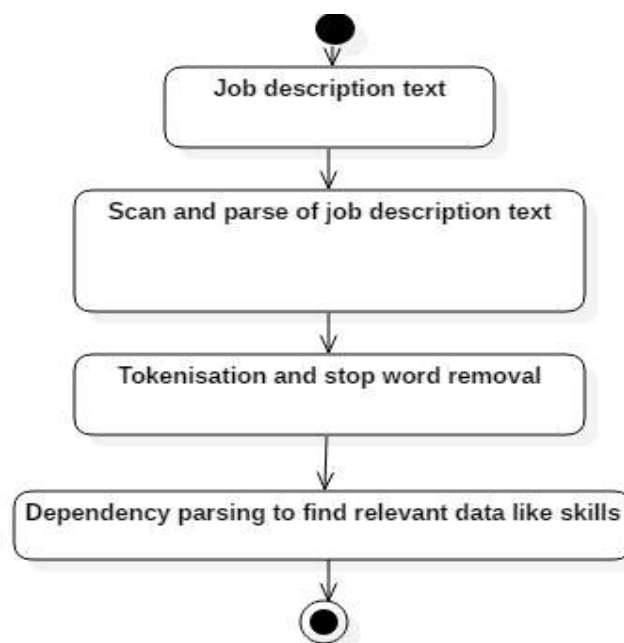 Job description text
Scan and parse of job description text
Tokenisation and stop word removal
Dependency parsing to find relevant data like skills